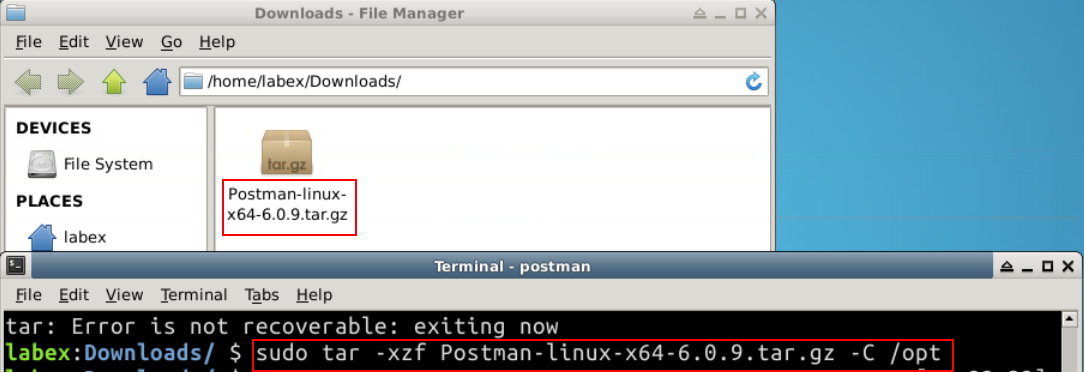 Downloads - File Manager
File Edit View Go Help
/home/labex/Downloads/
DEVICES
File System
PLACES
labex
tar.gz
Postman-linux-
x64-6.0.9.tar.gz
Terminal - postman
File Edit View Terminal Tabs Help
tar: Error is not recoverable: exiting now
labex:Downloads/ $ sudo tar -xzf Postman-linux-x64-6.0.9.tar.gz -C /opt